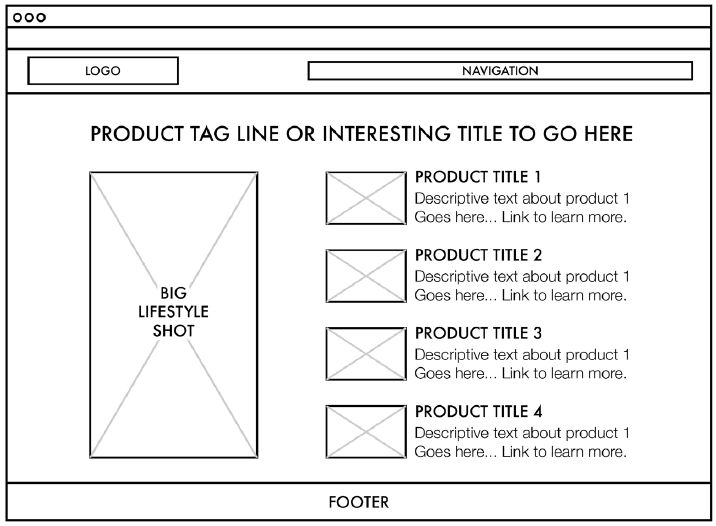 LOGO
NAVIGATION
PRODUCT TAG LINE OR INTERESTING TITLE TO GO HERE
BIG
LIFESTYLE
SHOT
PRODUCT TITLE 1
Descriptive text about product 1
Goes here... Link to learn more.
PRODUCT TITLE 2
Descriptive text about product 1
Goes here... Link to learn more.
PRODUCT TITLE 3
Descriptive text about product 1
Goes here... Link to learn more.
PRODUCT TITLE 4
Descriptive text about product 1
Goes here... Link to learn more.
FOOTER